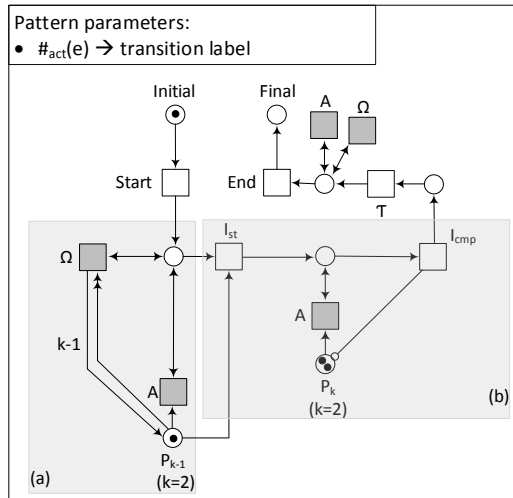 Pattern parameters:
• #act(e) → transition label
Initial
Final
A
Ω
Start
End
τ
Ist
Icmp
Ω
A
k-1
A
Pk
(k=2)
Pk-1
(k=2)
(a)
(b)